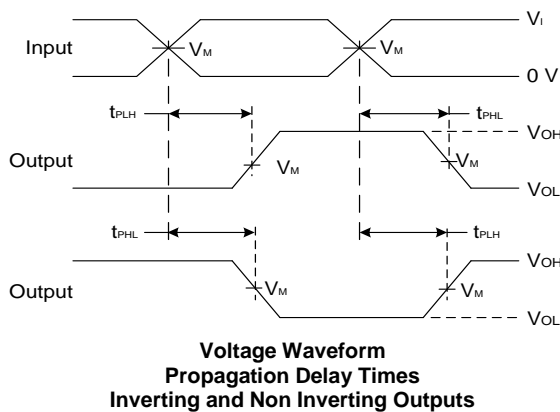 Input
VM
VM
VI
0 V
tPLH
tPHL
Output
VM
VM
VOH
VOL
tPHL
tPLH
Output
VM
VM
VOH
VOL
Voltage Waveform
Propagation Delay Times
Inverting and Non Inverting Outputs